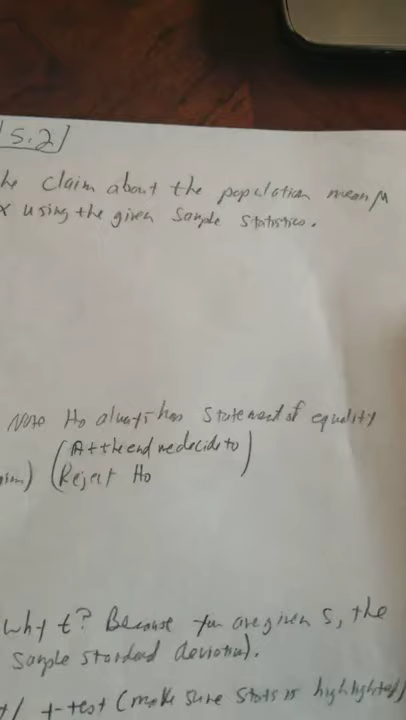 15.2
he claim about the population mean μ
α using the given sample statistics.
Note Ho always has statement of equality
(At the end we decide to)
aim) (Reject Ho
Why t? Because you are given s, the
sample standard deviation).
t-test (make sure stats is highlighted)